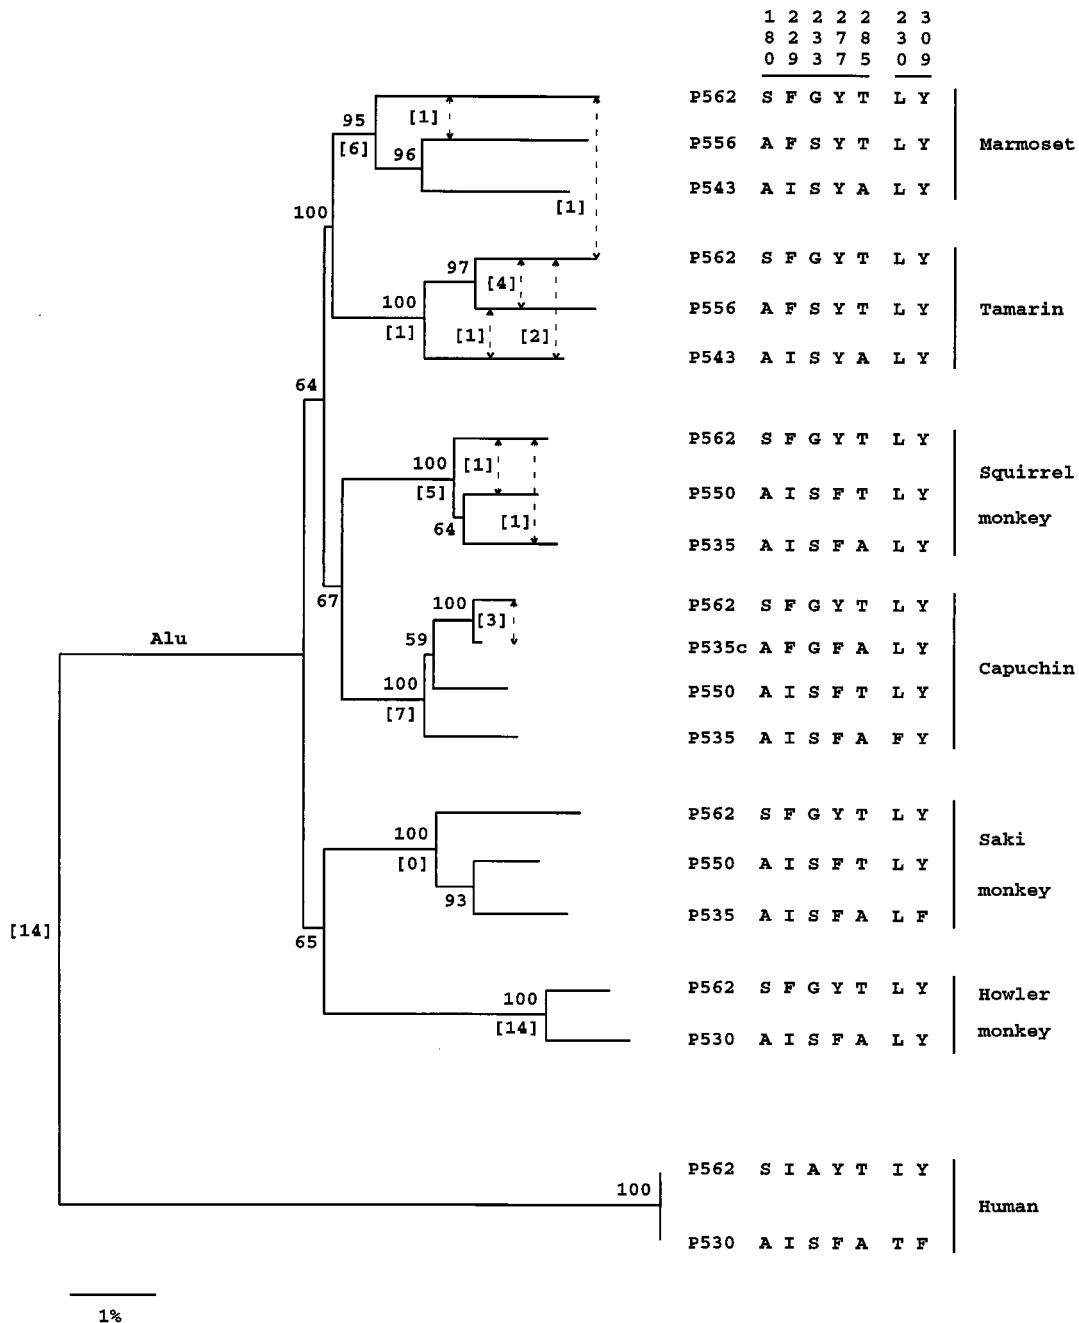 1 2 2 2 2 2 3
8 2 3 7 8 3 0
0 9 3 7 5 0 9
P562 S F G Y T L Y
95
[1]
[6]
96
P556 A F S Y T L Y
Marmoset
P543 A I S Y A L Y
[1]
100
P562 S F G Y T L Y
97
[4]
100
P556 A F S Y T L Y
Tamarin
[1]
[1]
[2]
P543 A I S Y A L Y
64
P562 S F G Y T L Y
100
[1]
Squirrel
[5]
P550 A I S F T L Y
64
[1]
monkey
P535 A I S F A L Y
67
100
P562 S F G Y T L Y
[3]
Alu
59
P535c A F G F A L Y
Capuchin
100
P550 A I S F T L Y
[7]
P535 A I S F A F Y
P562 S F G Y T L Y
100
Saki
[0]
P550 A I S F T L Y
93
monkey
P535 A I S F A L F
[14]
65
P562 S F G Y T L Y
100
Howler
[14]
monkey
P530 A I S F A L Y
P562 S I A Y T I Y
100
Human
P530 A I S F A T F
1%